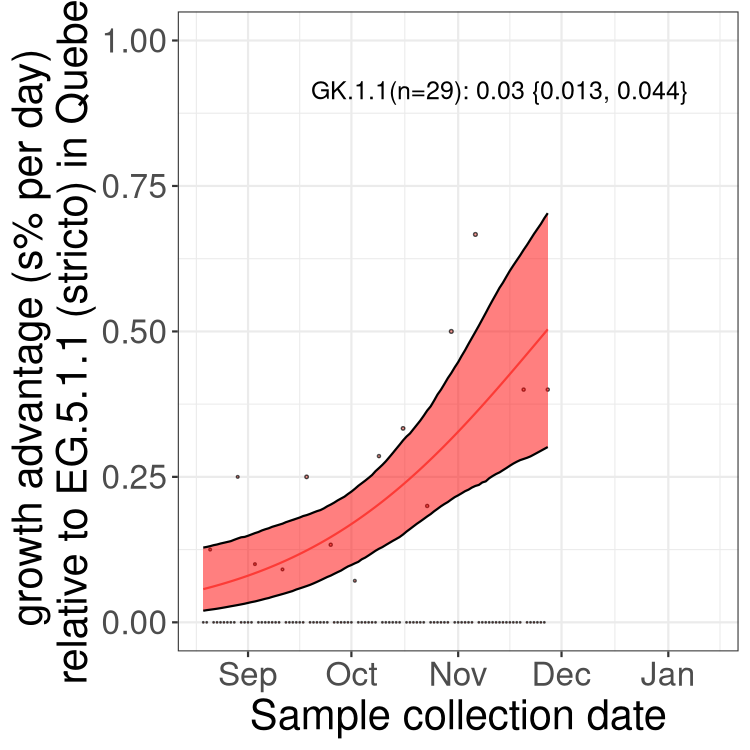 growth advantage (s% per day)
relative to EG.5.1.1 (stricto) in Quebe
1.00
0.75
0.50
0.25
0.00
GK.1.1(n=29): 0.03 {0.013, 0.044}
Sep Oct Nov Dec Jan
Sample collection date